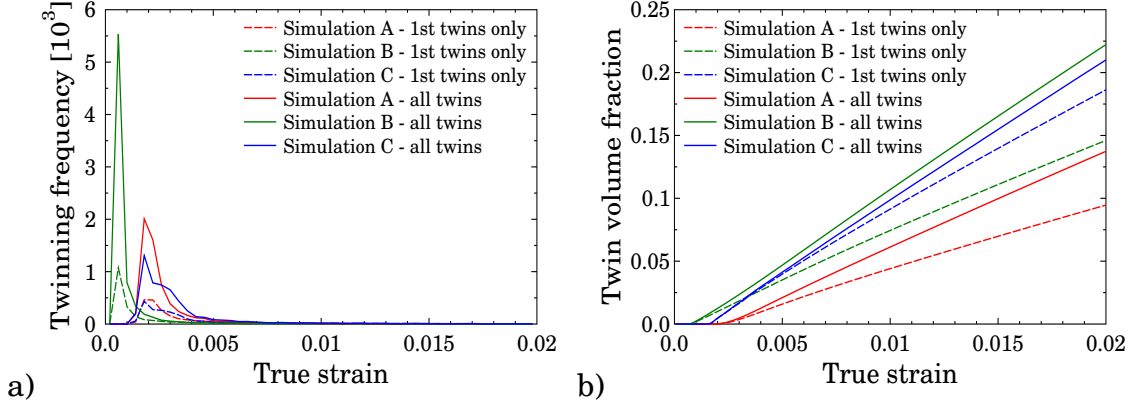 Twinning frequency [10³]
6
5
4
3
2
1
0
Simulation A - 1st twins only
Simulation B - 1st twins only
Simulation C - 1st twins only
Simulation A - all twins
Simulation B - all twins
Simulation C - all twins
0.0 0.005 0.01 0.015 0.02
True strain
a)
Twin volume fraction
0.25
0.2
0.15
0.1
0.05
0.0
Simulation A - 1st twins only
Simulation B - 1st twins only
Simulation C - 1st twins only
Simulation A - all twins
Simulation B - all twins
Simulation C - all twins
0.0 0.005 0.01 0.015 0.02
True strain
b)